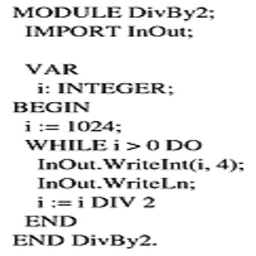 MODULE DivBy2;
IMPORT InOut;
VAR
i: INTEGER;
BEGIN
i := 1024;
WHILE i > 0 DO
InOut.WriteInt(i, 4);
InOut.WriteLn;
i := i DIV 2
END
END DivBy2.